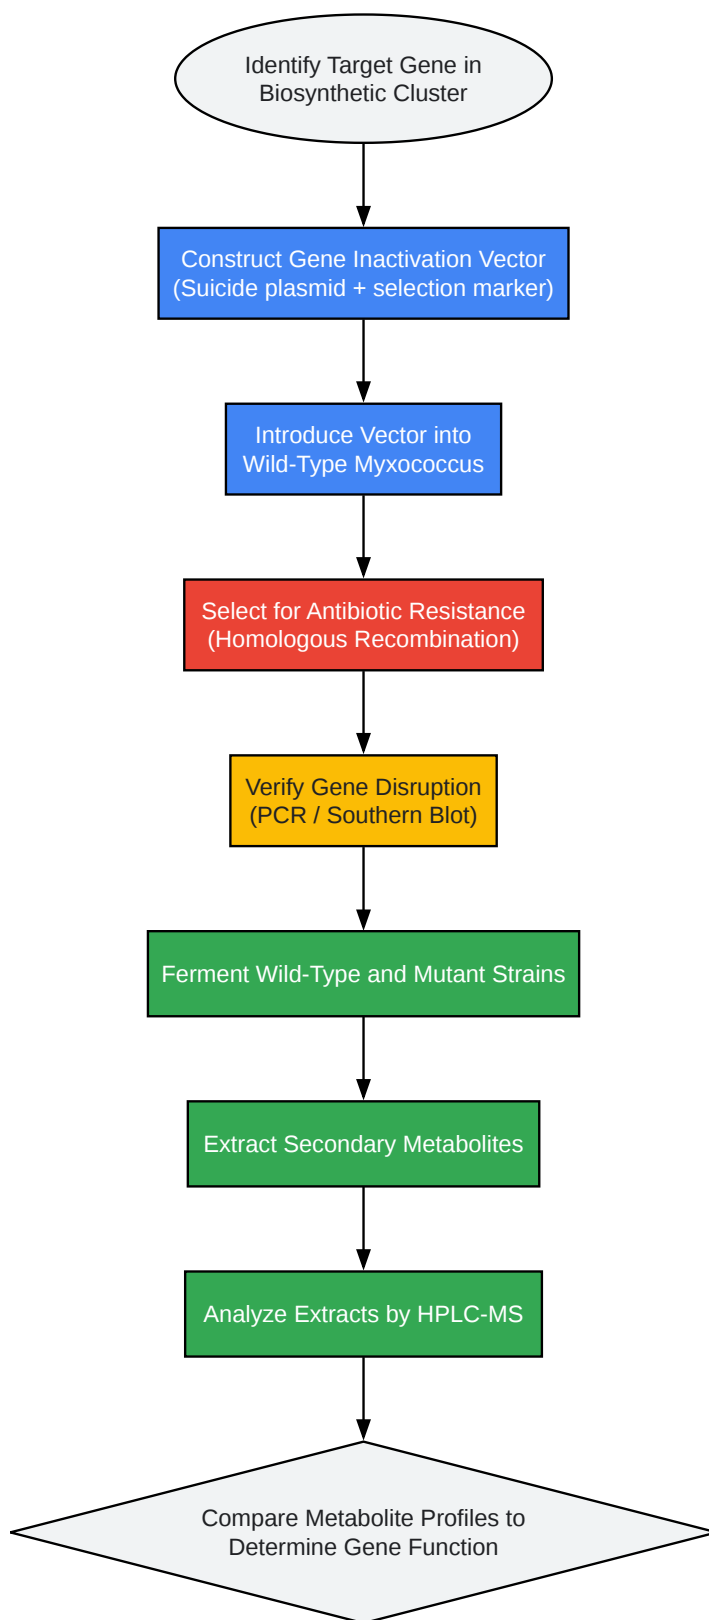 Identify Target Gene in
Biosynthetic Cluster
Construct Gene Inactivation Vector
(Suicide plasmid + selection marker)
Introduce Vector into
Wild-Type Myxococcus
Select for Antibiotic Resistance
(Homologous Recombination)
Verify Gene Disruption
(PCR / Southern Blot)
Ferment Wild-Type and Mutant Strains
Extract Secondary Metabolites
Analyze Extracts by HPLC-MS
Compare Metabolite Profiles to
Determine Gene Function